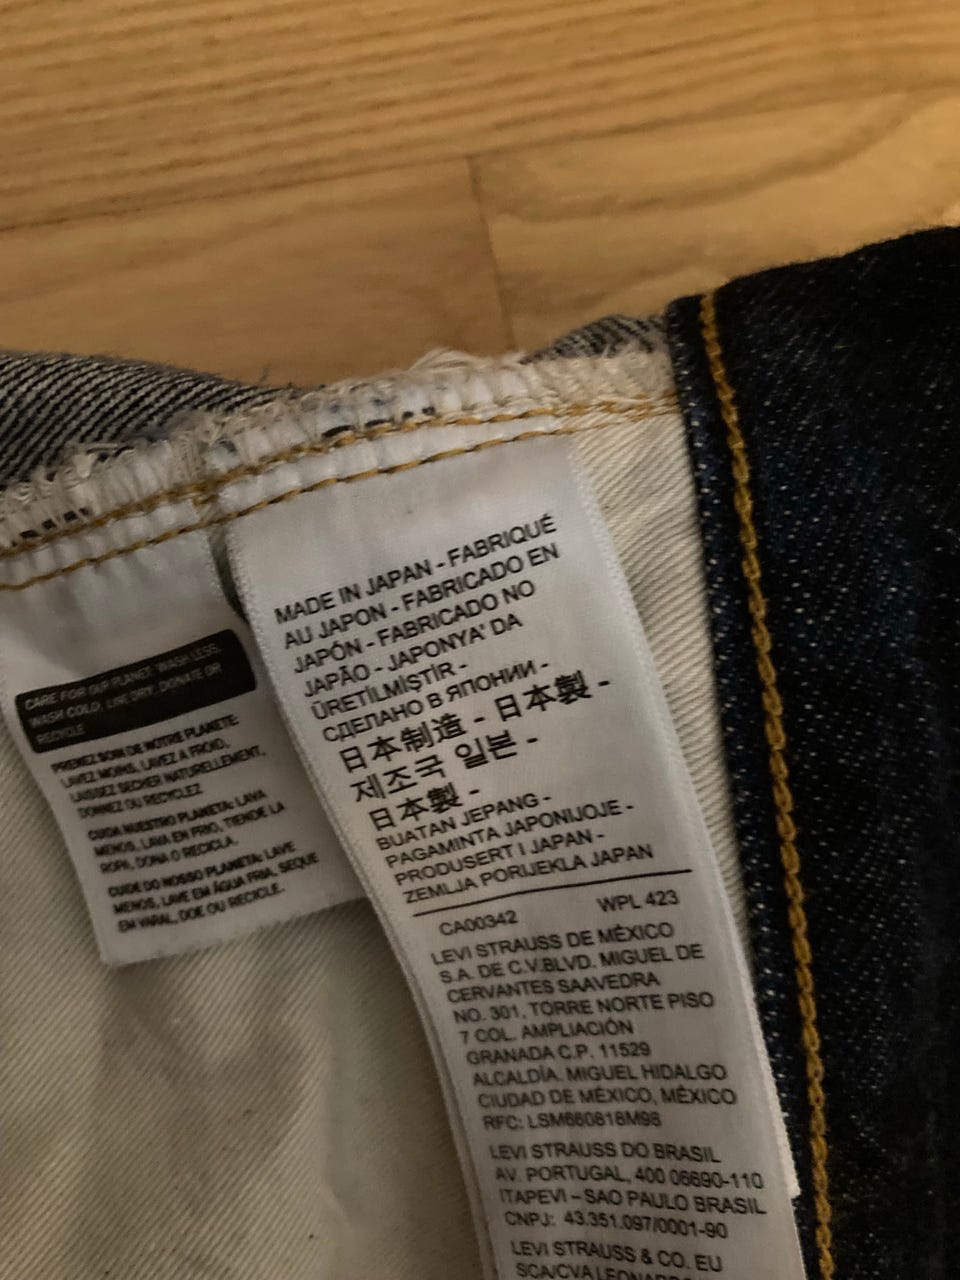 CARE FOR OUR PLANET: WASH LESS,
WASH COLD, LINE DRY, DONATE OR
RECYCLE
PRENEZ SOIN DE NOTRE PLANÈTE:
LAVEZ MOINS, LAVEZ À FROID,
LAISSEZ SÉCHER NATURELLEMENT,
DONNEZ OU RECYCLEZ
CUIDA NUESTRO PLANETA: LAVA
MENOS, LAVA EN FRÍO, TIENDE LA
ROPA, DONA O RECICLA.
CUIDE DO NOSSO PLANETA: LAVE
MENOS, LAVE EM ÁGUA FRIA, SEQUE
EM VARAL, DOE OU RECICLE.
MADE IN JAPAN - FABRIQUÉ
AU JAPON - FABRICADO EN
JAPÓN - FABRICADO NO
JAPÃO - JAPONYA' DA
ÜRETİLMİŞTİR -
СДЕЛАНО В ЯПОНИИ -
日本制造 - 日本製 -
제조국 일본 -
日本製 -
BUATAN JEPANG -
PAGAMINTA JAPONIJOJE -
PRODUSERT I JAPAN -
ZEMLJA PORIJEKLA JAPAN
CA00342 WPL 423
LEVI STRAUSS DE MÉXICO
S.A. DE C.V.BLVD. MIGUEL DE
CERVANTES SAAVEDRA
NO. 301, TORRE NORTE PISO
7 COL. AMPLIACIÓN
GRANADA C.P. 11529
ALCALDÍA. MIGUEL HIDALGO
CIUDAD DE MÉXICO, MÉXICO
RFC: LSM660818M98
LEVI STRAUSS DO BRASIL
AV. PORTUGAL, 400 06690-110
ITAPEVI – SAO PAULO BRASIL
CNPJ: 43.351.097/0001-90
LEVI STRAUSS & CO. EU
SCA/CVA LEONARDO